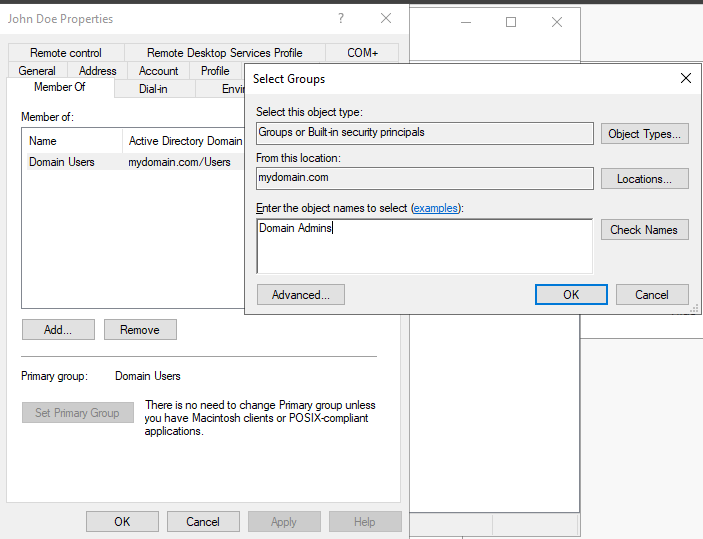 John Doe Properties
?
Remote control
Remote Desktop Services Profile
COM+
General
Address
Account
Profile
Member Of
Dial-in
Member of:
Name
Active Directory Domain
Domain Users
mydomain.com/Users
Add...
Remove
Primary group:
Domain Users
Set Primary Group
There is no need to change Primary group unless
you have Macintosh clients or POSIX-compliant
applications.
OK
Cancel
Apply
Help
Select Groups
Select this object type:
Groups or Built-in security principals
Object Types...
From this location:
mydomain.com
Locations...
Enter the object names to select (examples):
Domain Admins
Check Names
Advanced...
OK
Cancel